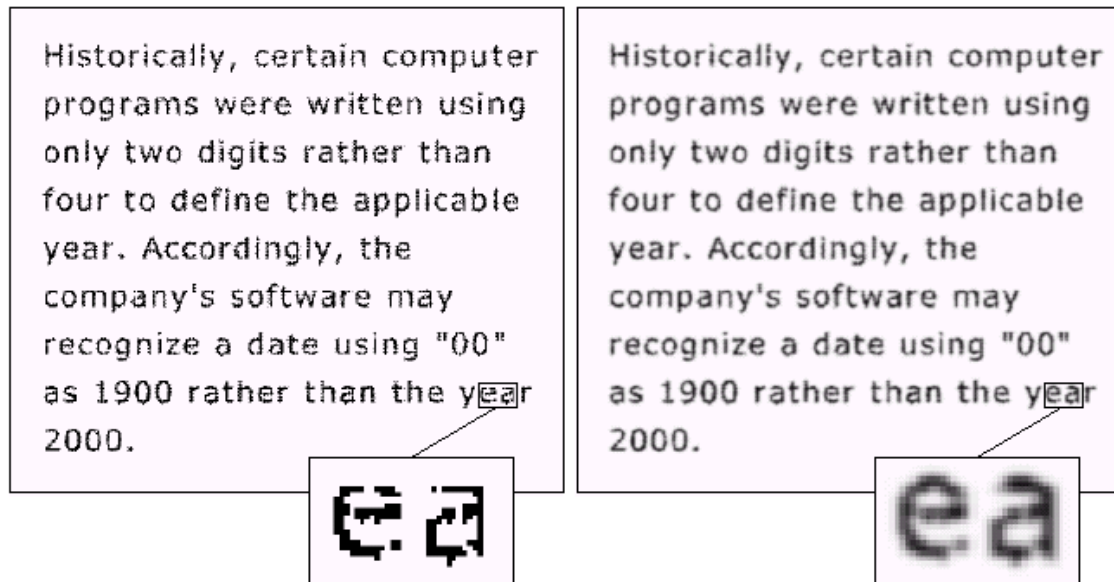 Historically, certain computer
programs were written using
only two digits rather than
four to define the applicable
year. Accordingly, the
company's software may
recognize a date using "00"
as 1900 rather than the year
2000.
ea
Historically, certain computer
programs were written using
only two digits rather than
four to define the applicable
year. Accordingly, the
company's software may
recognize a date using "00"
as 1900 rather than the year
2000.
ea